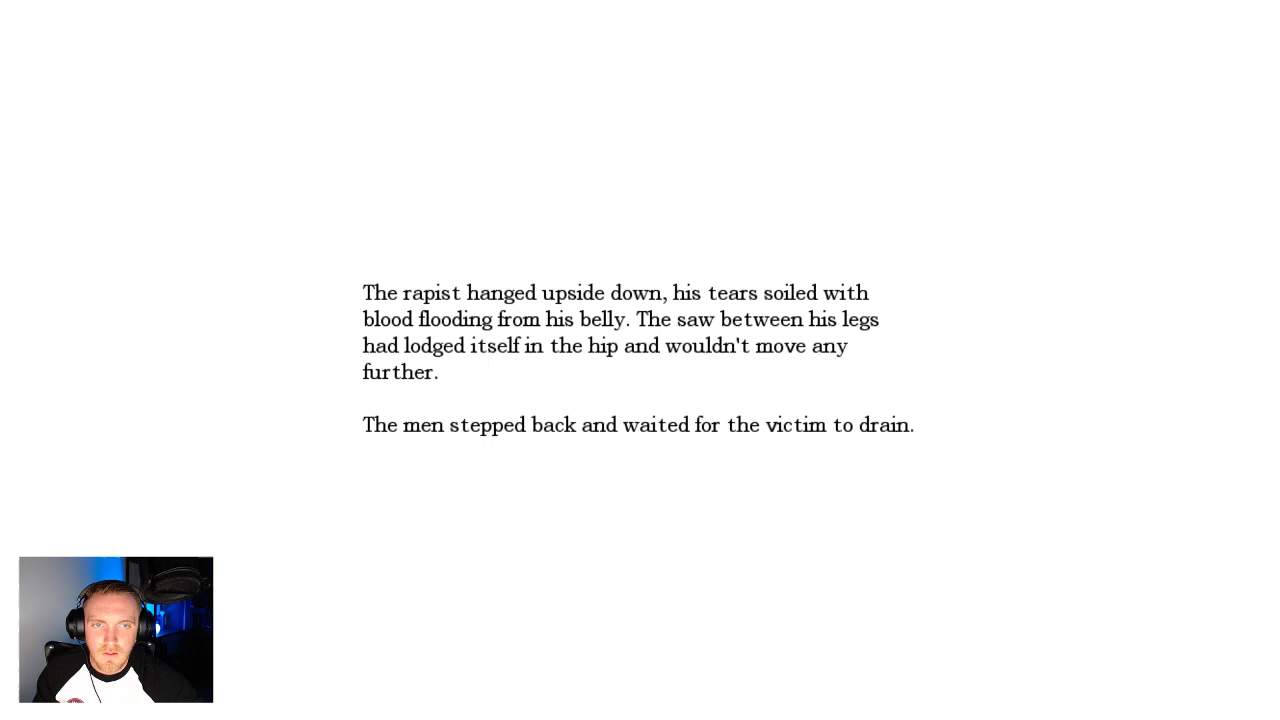 The rapist hanged upside down, his tears soiled with
blood flooding from his belly. The saw between his legs
had lodged itself in the hip and wouldn't move any
further.
The men stepped back and waited for the victim to drain.